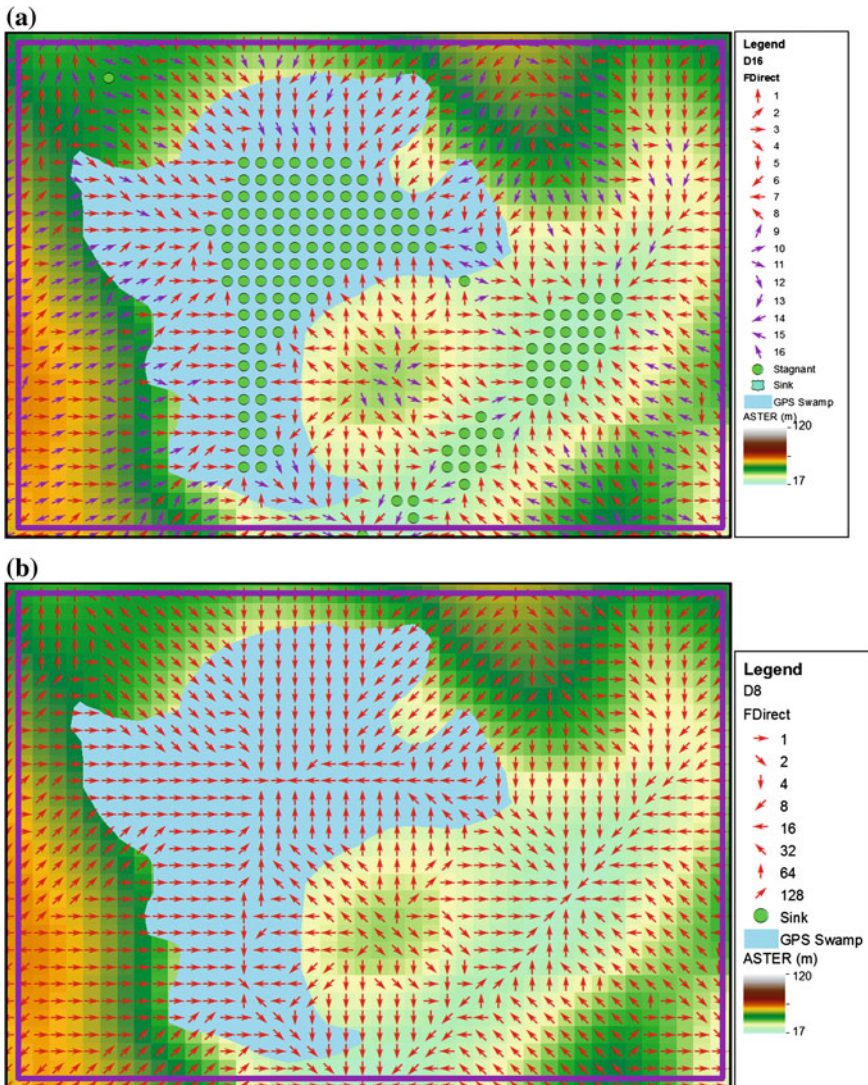 (a)
Legend
D16
FDirect
1
2
3
4
5
6
7
8
9
10
11
12
13
14
15
16
Stagnant
Sink
GPS Swamp
ASTER (m)
120
17
(b)
Legend
D8
FDirect
1
2
4
8
16
32
64
128
Sink
GPS Swamp
ASTER (m)
120
17